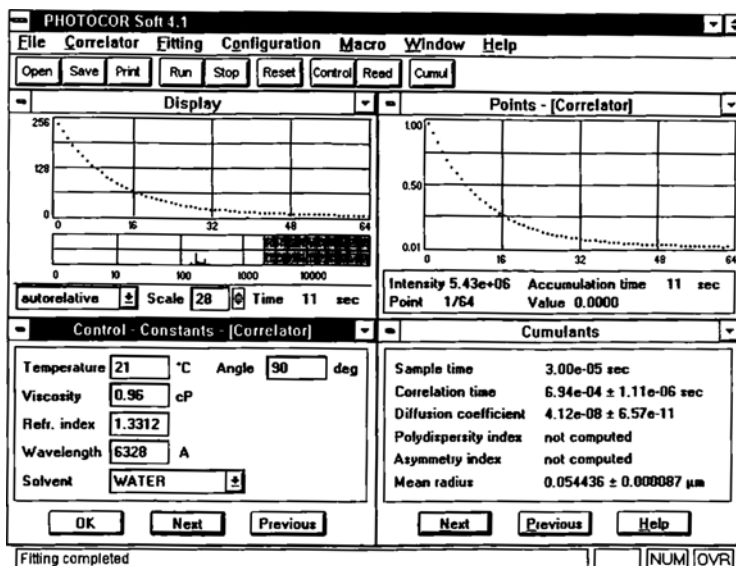 PHOTOCOR Soft 4.1
File Correlator Fitting Configuration Macro Window Help
Open Save Print Run Stop Reset Control Read Cumul
Display
256
128
0
0 16 32 48 64
0 10 100 1000 10000
autorelative Scale 28 Time 11 sec
Points - [Correlator]
1.00
0.50
0.01
0 16 32 48 64
Intensity 5.43e+06 Accumulation time 11 sec
Point 1/64 Value 0.0000
Control - Constants - [Correlator]
Temperature 21 °C Angle 90 deg
Viscosity 0.96 cP
Refr. index 1.3312
Wavelength 6328 A
Solvent WATER
OK Next Previous
Cumulants
Sample time 3.00e-05 sec
Correlation time 6.94e-04 ± 1.11e-06 sec
Diffusion coefficient 4.12e-08 ± 6.57e-11
Polydispersity index not computed
Asymmetry index not computed
Mean radius 0.054436 ± 0.000087 μm
Next Previous Help
Fitting completed NUM OVR